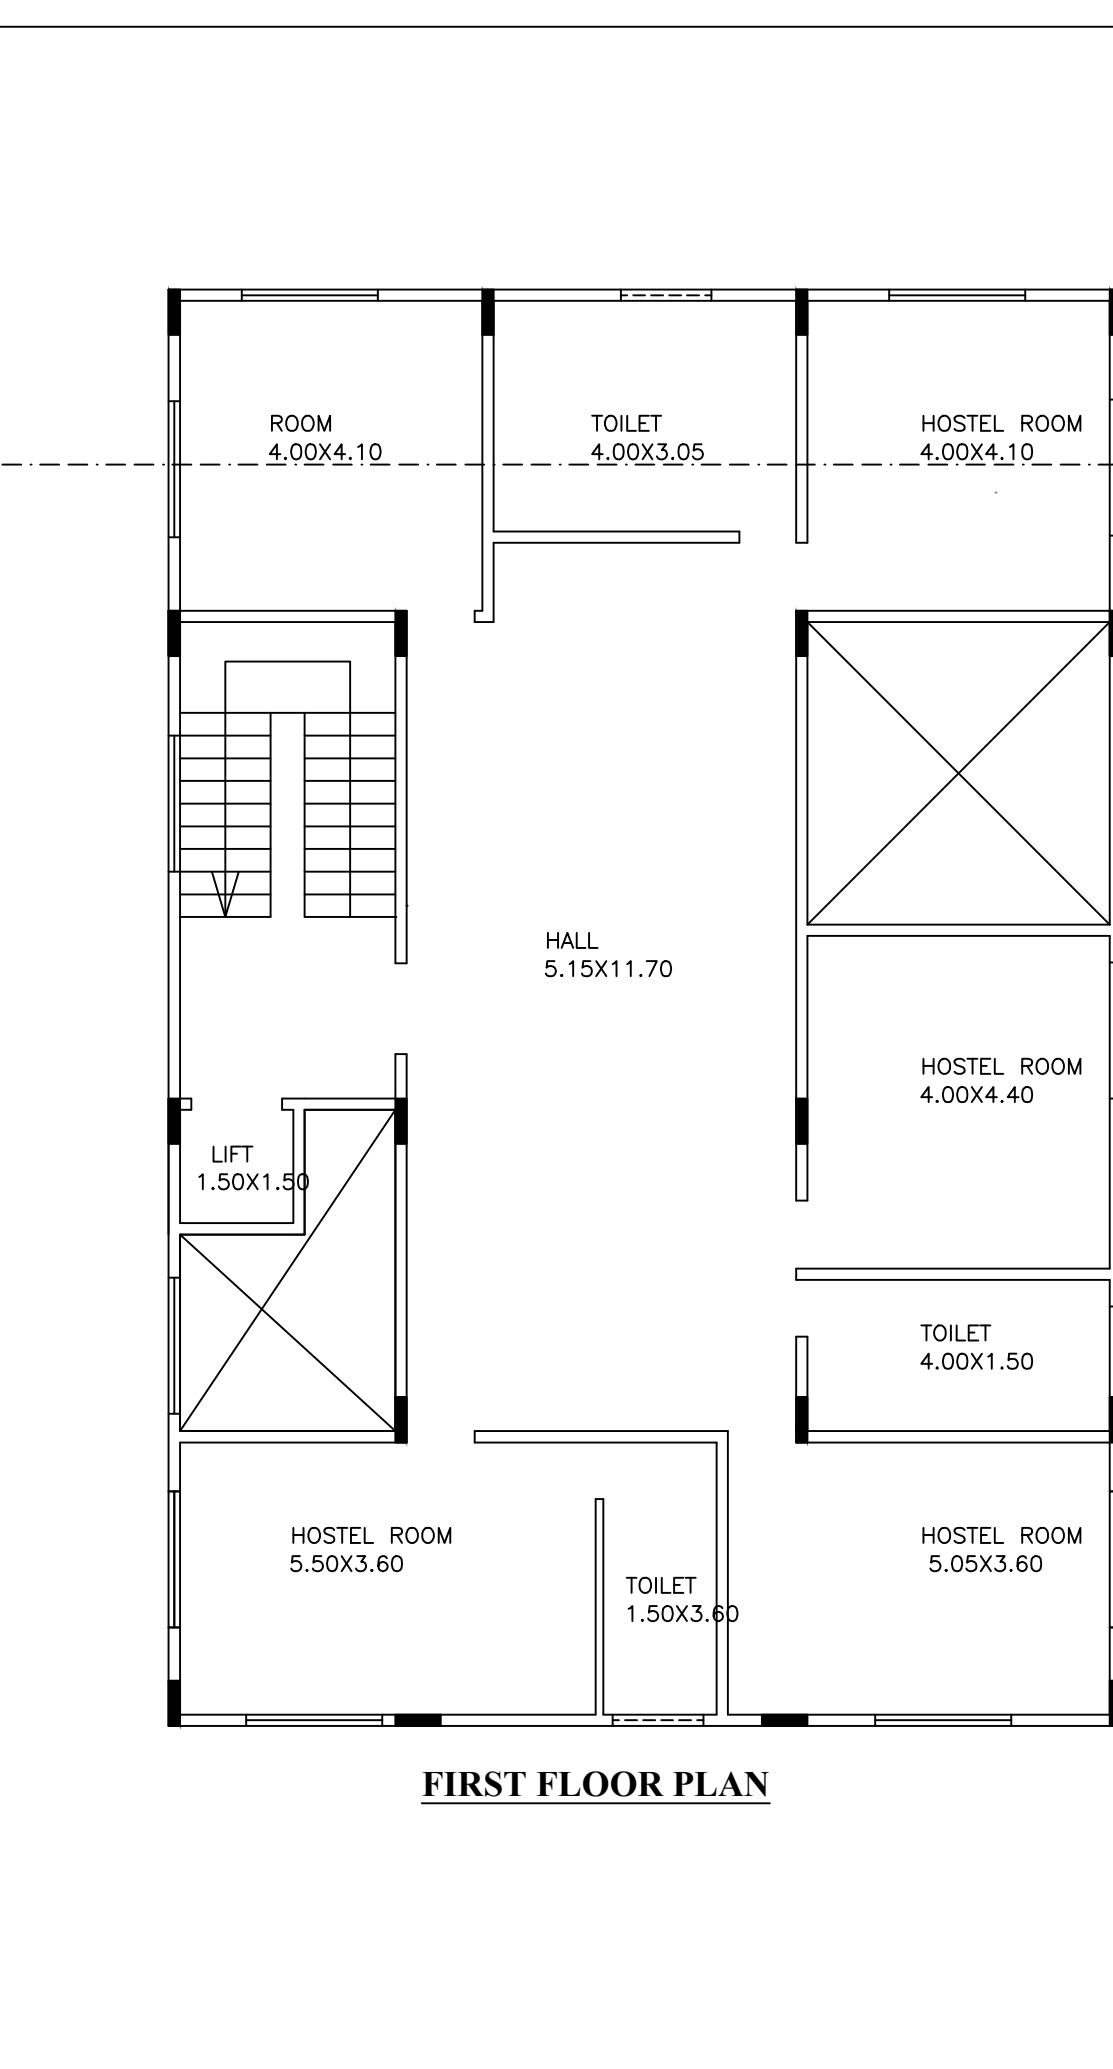 ROOM
4.00X4.10
TOILET
4.00X3.05
HOSTEL ROOM
4.00X4.10
HALL
5.15X11.70
HOSTEL ROOM
4.00X4.40
LIFT
1.50X1.50
TOILET
4.00X1.50
HOSTEL ROOM
5.50X3.60
TOILET
1.50X3.60
HOSTEL ROOM
5.05X3.60
FIRST FLOOR PLAN